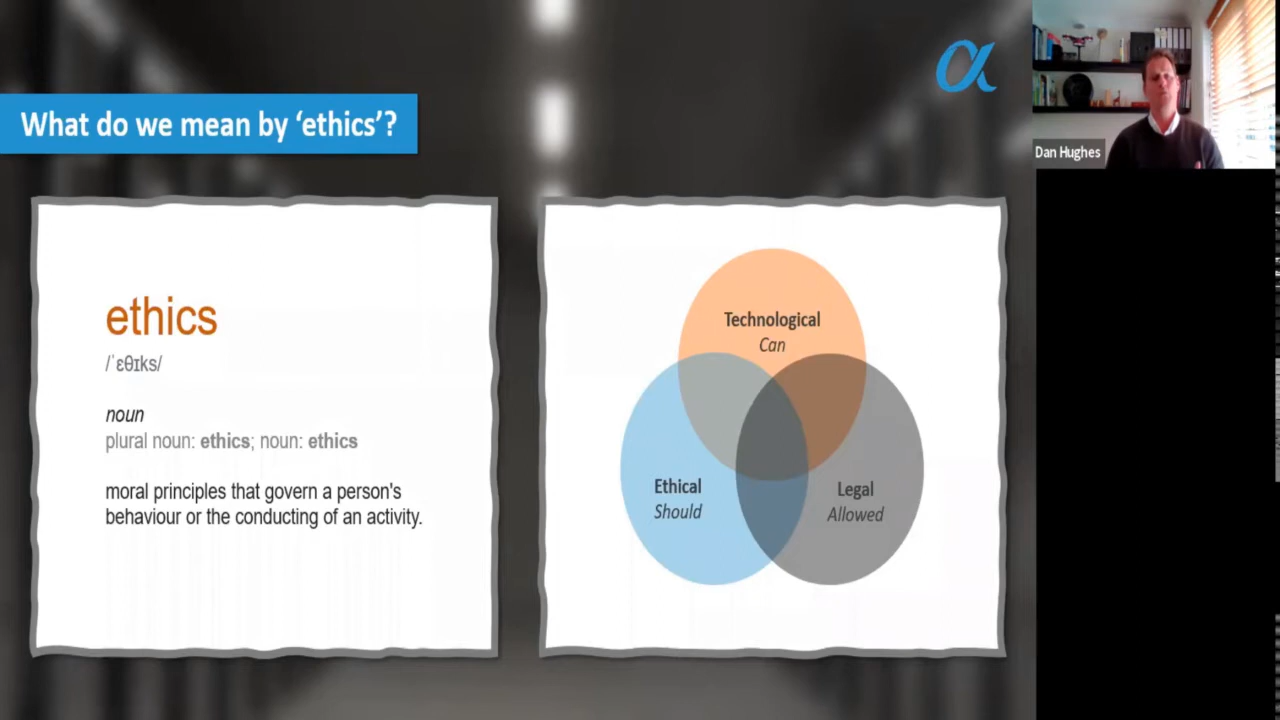 What do we mean by ‘ethics’?
ethics
/ˈɛθɪks/
noun
plural noun: ethics; noun: ethics
moral principles that govern a person's
behaviour or the conducting of an activity.
Technological
Can
Ethical
Should
Legal
Allowed
Dan Hughes